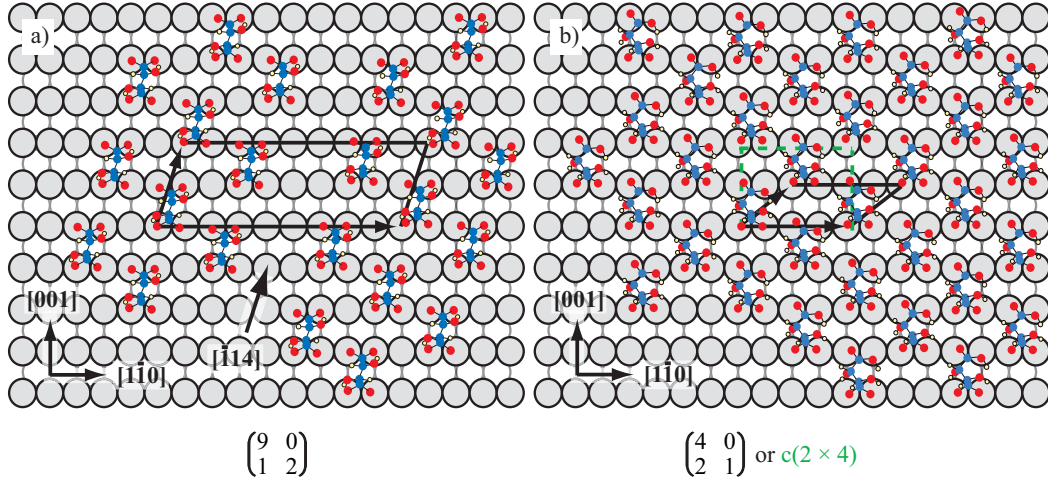 a)
[001]
[1̄14]
[11̄0]
(9 0
1 2)
b)
[001]
[11̄0]
(4 0
2 1) or c(2 × 4)